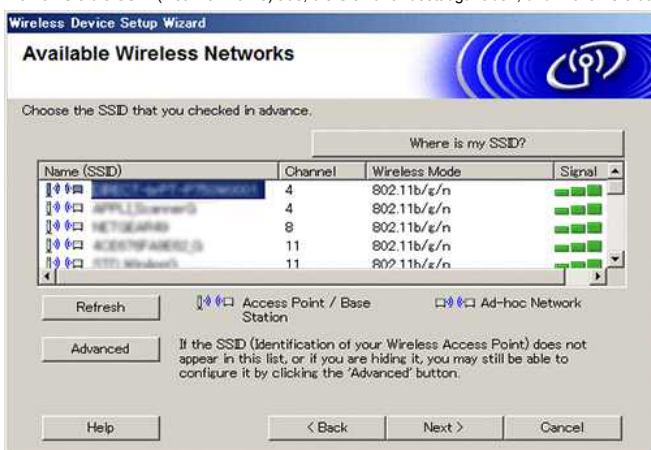 Wireless Device Setup Wizard
Available Wireless Networks
Choose the SSID that you checked in advance.
Where is my SSID?
Name (SSID) Channel Wireless Mode Signal
4 802.11b/g/n
4 802.11b/g/n
8 802.11b/g/n
11 802.11b/g/n
11 802.11b/g/n
Refresh
Access Point / Base Station
Ad-hoc Network
Advanced
If the SSID (Identification of your Wireless Access Point) does not
appear in this list, or if you are hiding it, you may still be able to
configure it by clicking the 'Advanced' button.
Help
< Back
Next >
Cancel